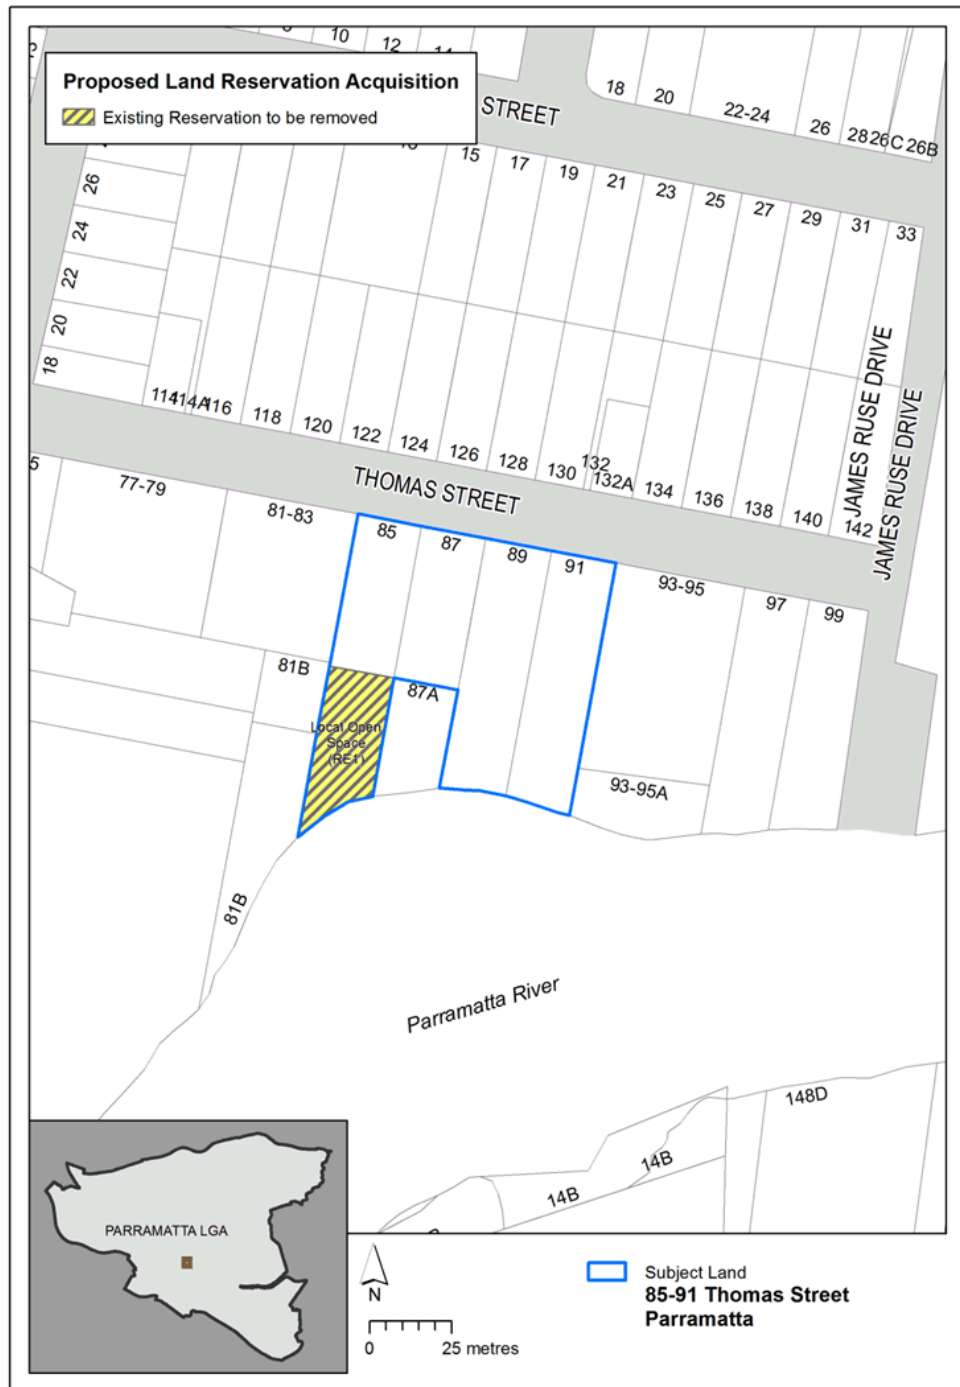 10
12
Proposed Land Reservation Acquisition
Existing Reservation to be removed
STREET
18
20
22-24
26
28
26C
26B
15
17
19
21
23
25
27
29
31
33
26
24
22
20
18
114
114A
116
118
120
122
124
126
128
130
132
132A
134
136
138
140
142
JAMES RUSE DRIVE
JAMES RUSE DRIVE
THOMAS STREET
5
77-79
81-83
85
87
89
91
93-95
97
99
81B
87A
Local Open
Space
(RE1)
93-95A
81B
Parramatta River
148D
14B
14B
PARRAMATTA LGA
N
0 25 metres
Subject Land
85-91 Thomas Street
Parramatta